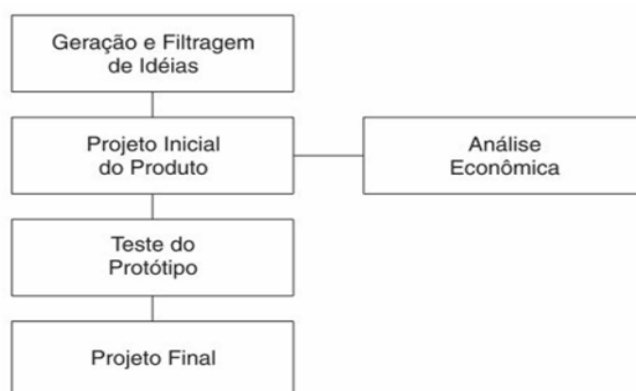 Geração e Filtragem
de Idéias
Projeto Inicial
do Produto
Análise
Econômica
Teste do
Protótipo
Projeto Final